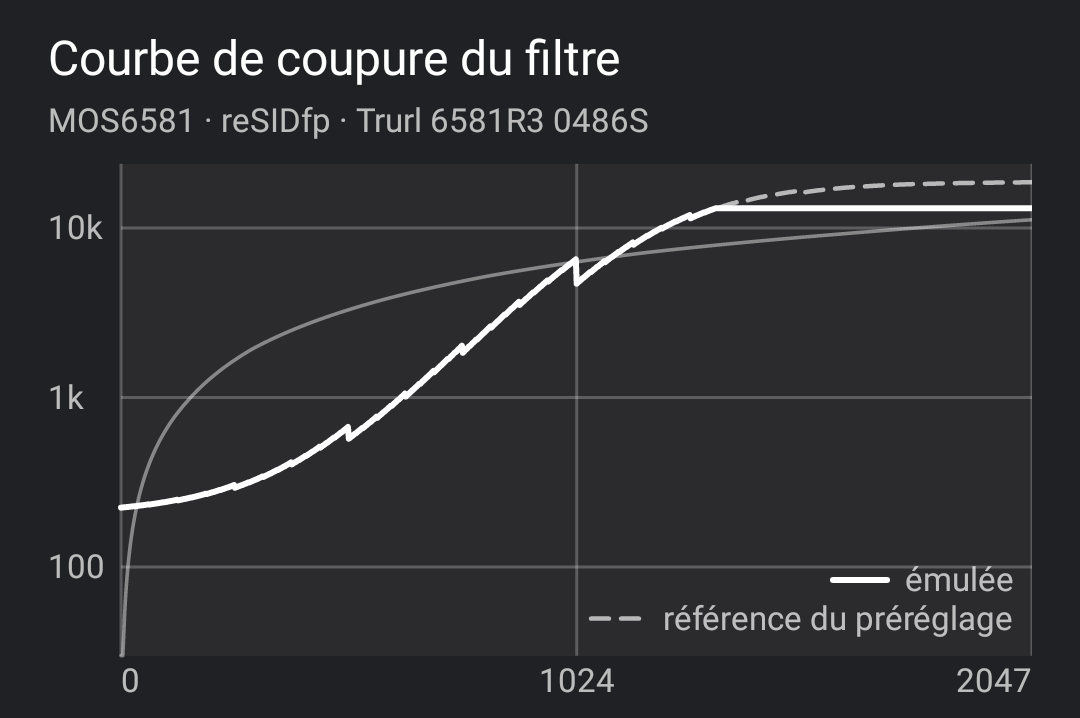 Courbe de coupure du filtre
MOS6581 · reSIDfp · Trurl 6581R3 0486S
10k
1k
100
émulée
référence du préréglage
0 1024 2047